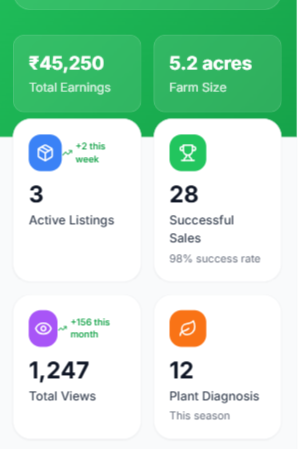 ₹45,250
Total Earnings
5.2 acres
Farm Size
+2 this
week
3
Active Listings
28
Successful
Sales
98% success rate
+156 this
month
1,247
Total Views
12
Plant Diagnosis
This season